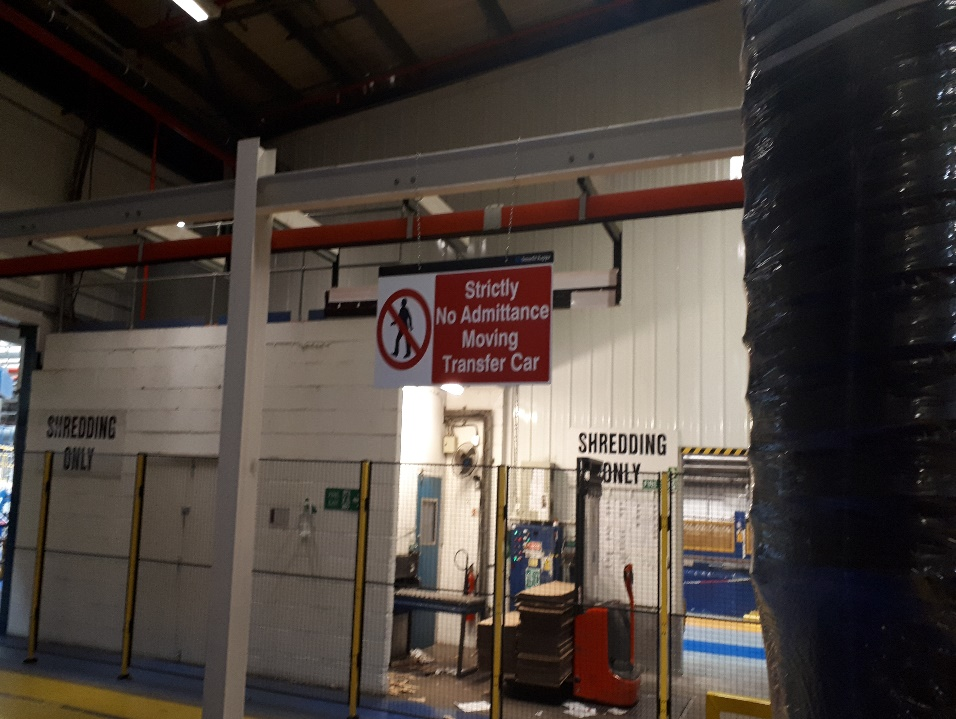 Strictly
No Admittance
Moving
Transfer Car
SHREDDING
ONLY
SHREDDING
ONLY